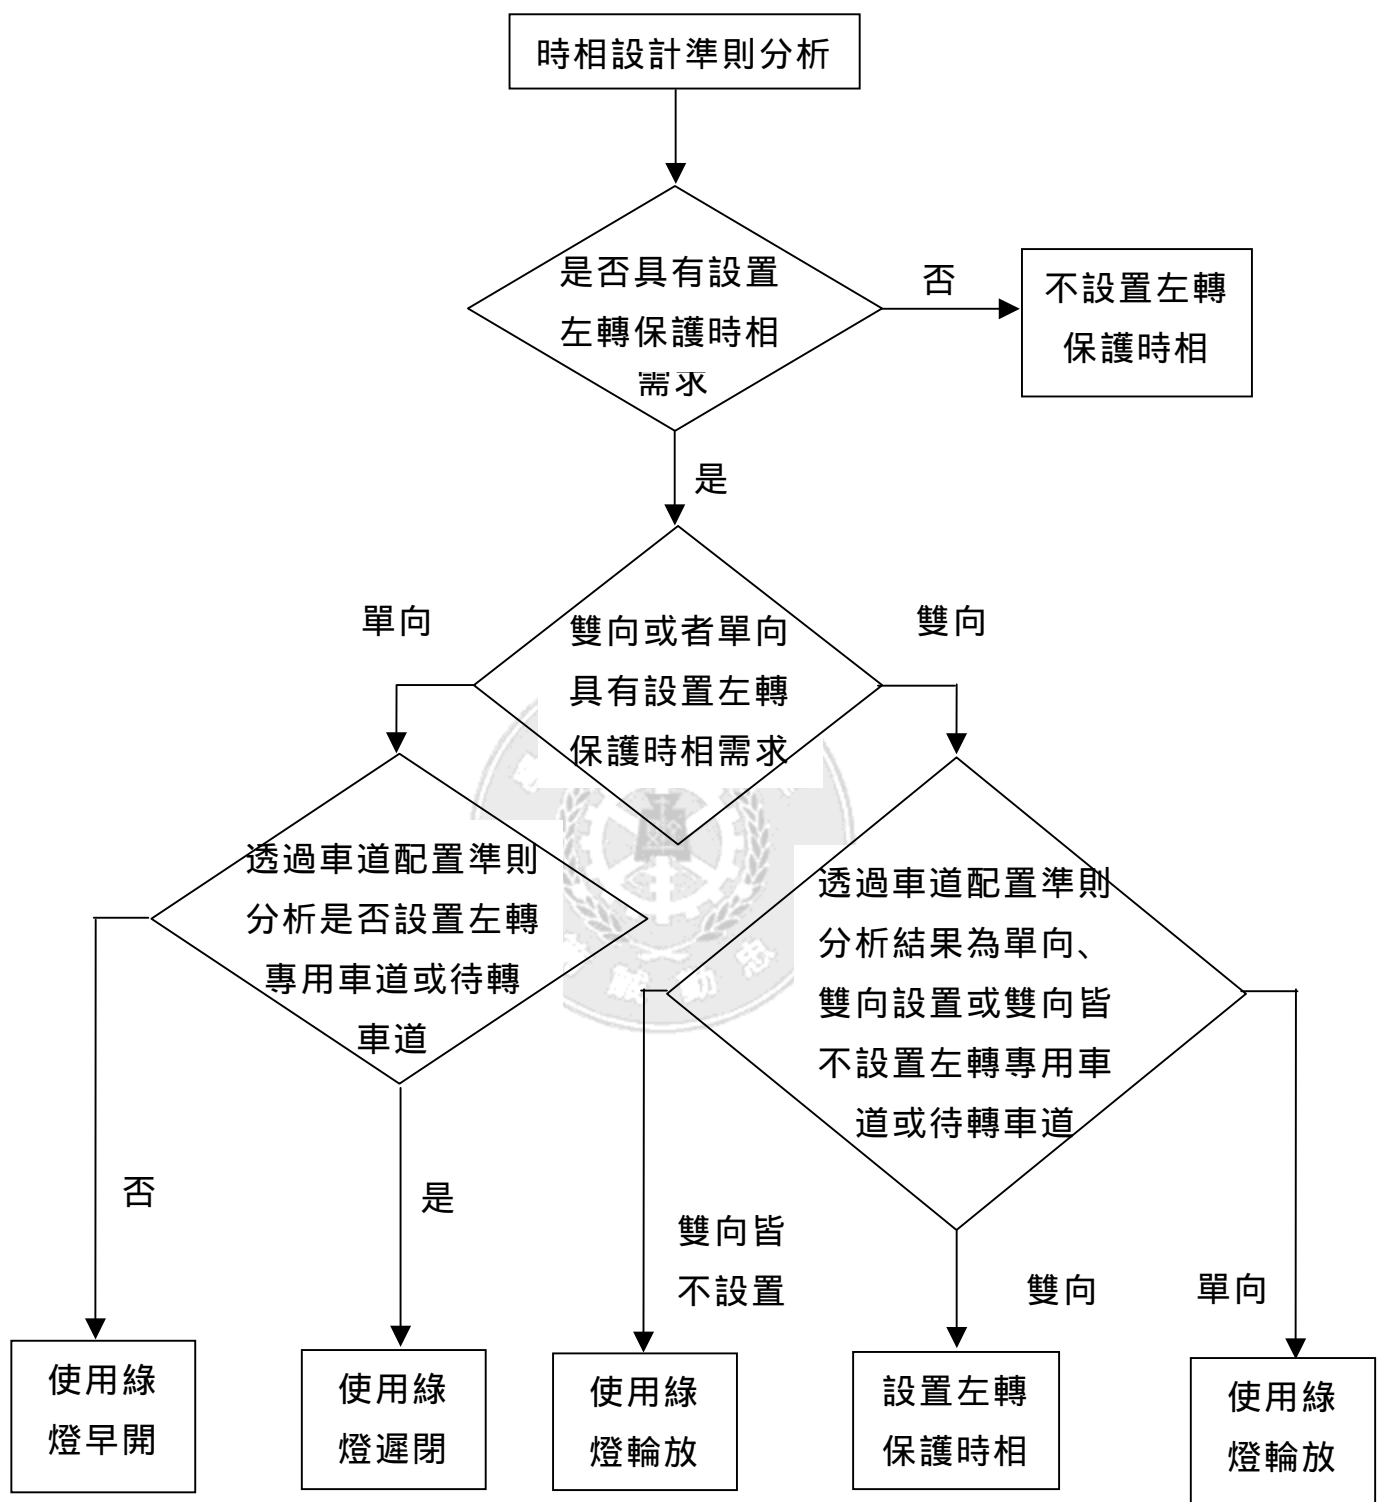 時相設計準則分析
是否具有設置
左轉保護時相
需求
否
不設置左轉
保護時相
是
單向
雙向
雙向或者單向
具有設置左轉
保護時相需求
透過車道配置準則
分析是否設置左轉
專用車道或待轉
車道
透過車道配置準則
分析結果為單向、
雙向設置或雙向皆
不設置左轉專用車
道或待轉車道
否
是
雙向皆
不設置
雙向
單向
使用綠
燈早開
使用綠
燈遲閉
使用綠
燈輪放
設置左轉
保護時相
使用綠
燈輪放